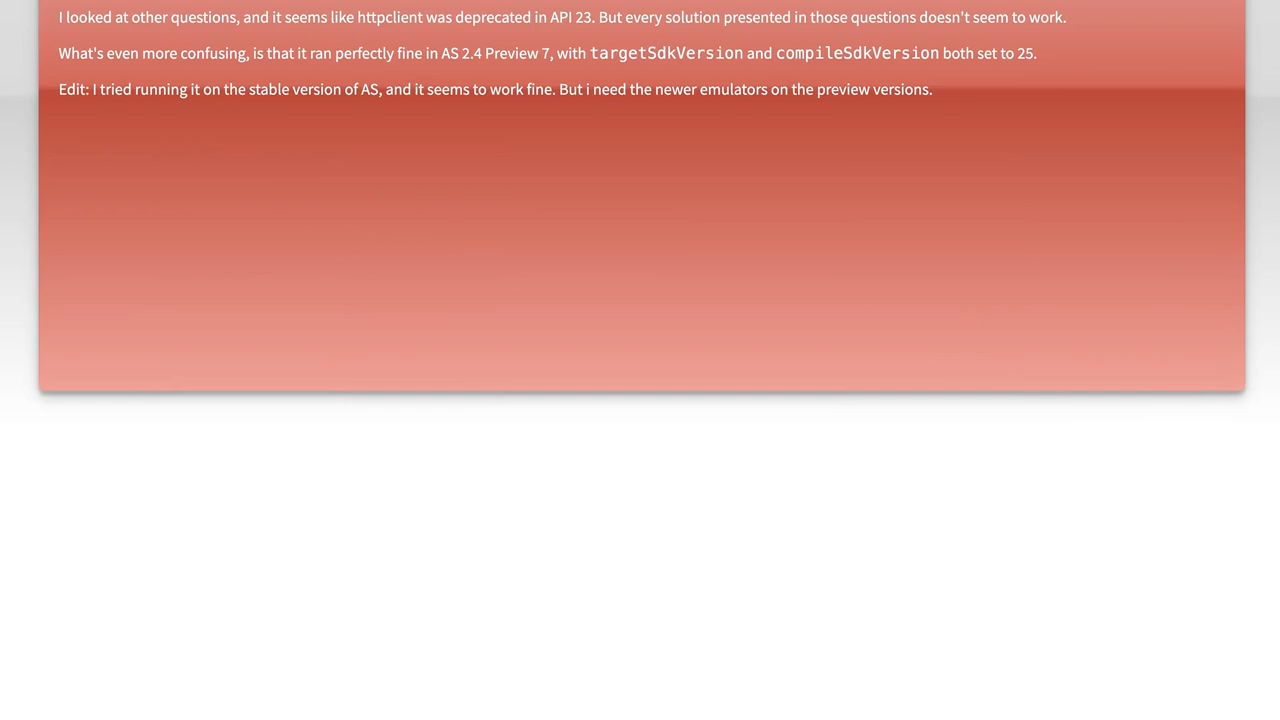 I looked at other questions, and it seems like httpclient was deprecated in API 23. But every solution presented in those questions doesn't seem to work.
What's even more confusing, is that it ran perfectly fine in AS 2.4 Preview 7, with targetSdkVersion and compileSdkVersion both set to 25.
Edit: I tried running it on the stable version of AS, and it seems to work fine. But i need the newer emulators on the preview versions.